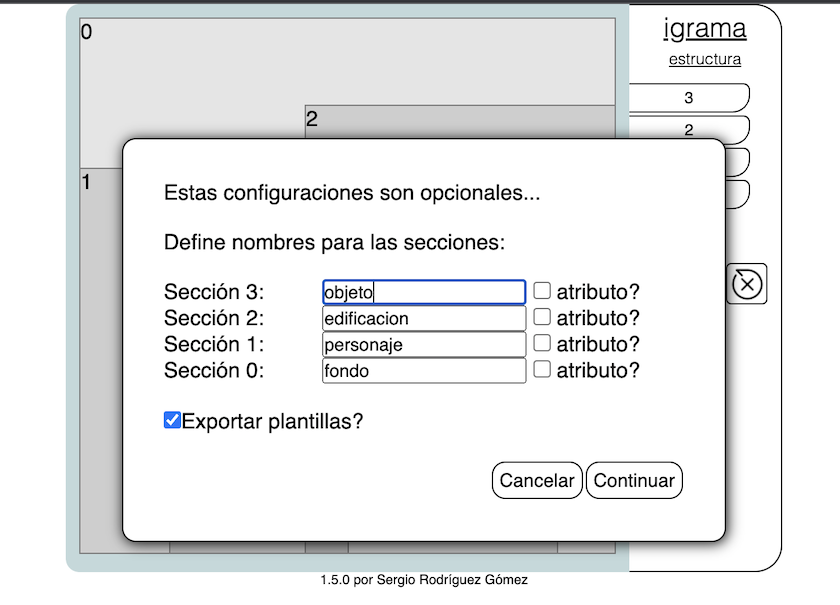 0
igrama
estructura
3
2
2
1
Estas configuraciones son opcionales...
Define nombres para las secciones:
Sección 3: objeto atributo?
Sección 2: edificacion atributo?
Sección 1: personaje atributo?
Sección 0: fondo atributo?
Exportar plantillas?
Cancelar Continuar
1.5.0 por Sergio Rodríguez Gómez